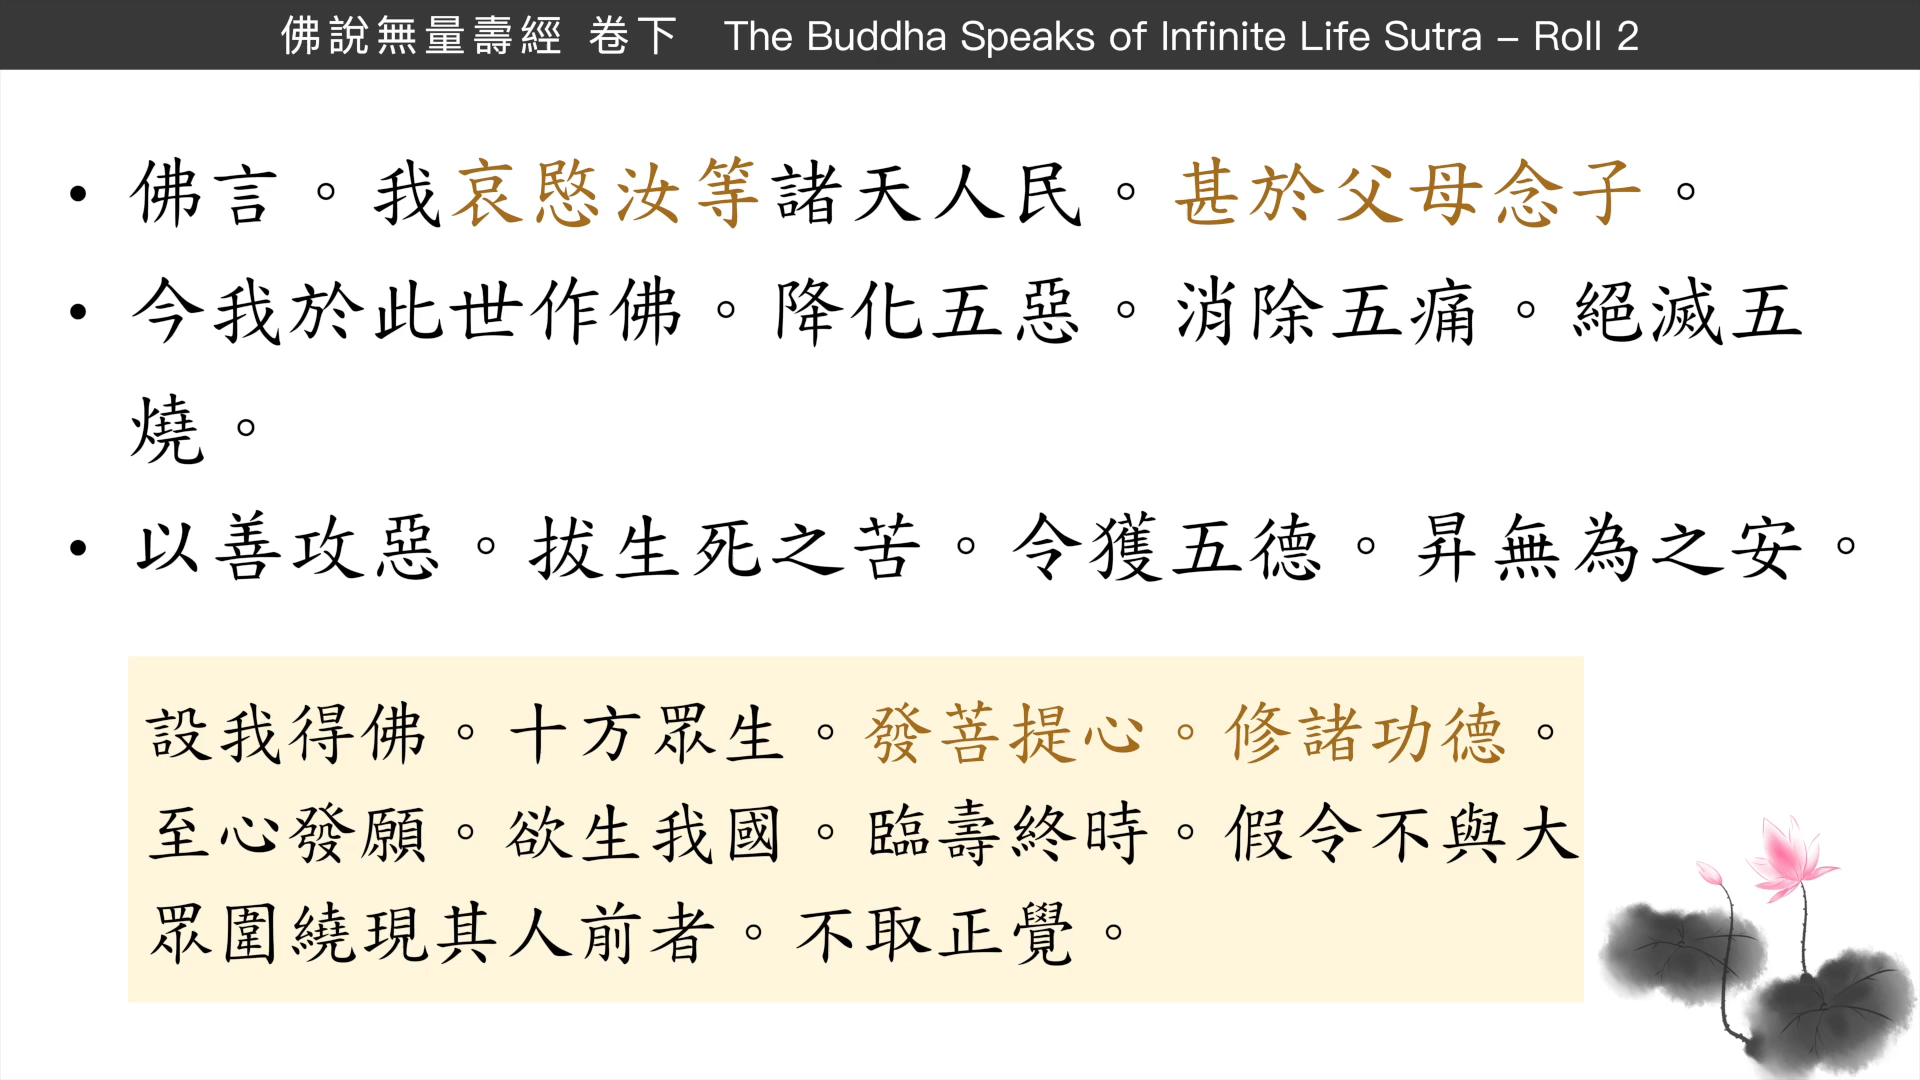 佛說無量壽經 卷下 The Buddha Speaks of Infinite Life Sutra – Roll 2
• 佛言。我哀愍汝等諸天人民。甚於父母念子。
• 今我於此世作佛。降化五惡。消除五痛。絕滅五
燒。
• 以善攻惡。拔生死之苦。令獲五德。昇無為之安。
設我得佛。十方眾生。發菩提心。修諸功德。
至心發願。欲生我國。臨壽終時。假令不與大
眾圍繞現其人前者。不取正覺。